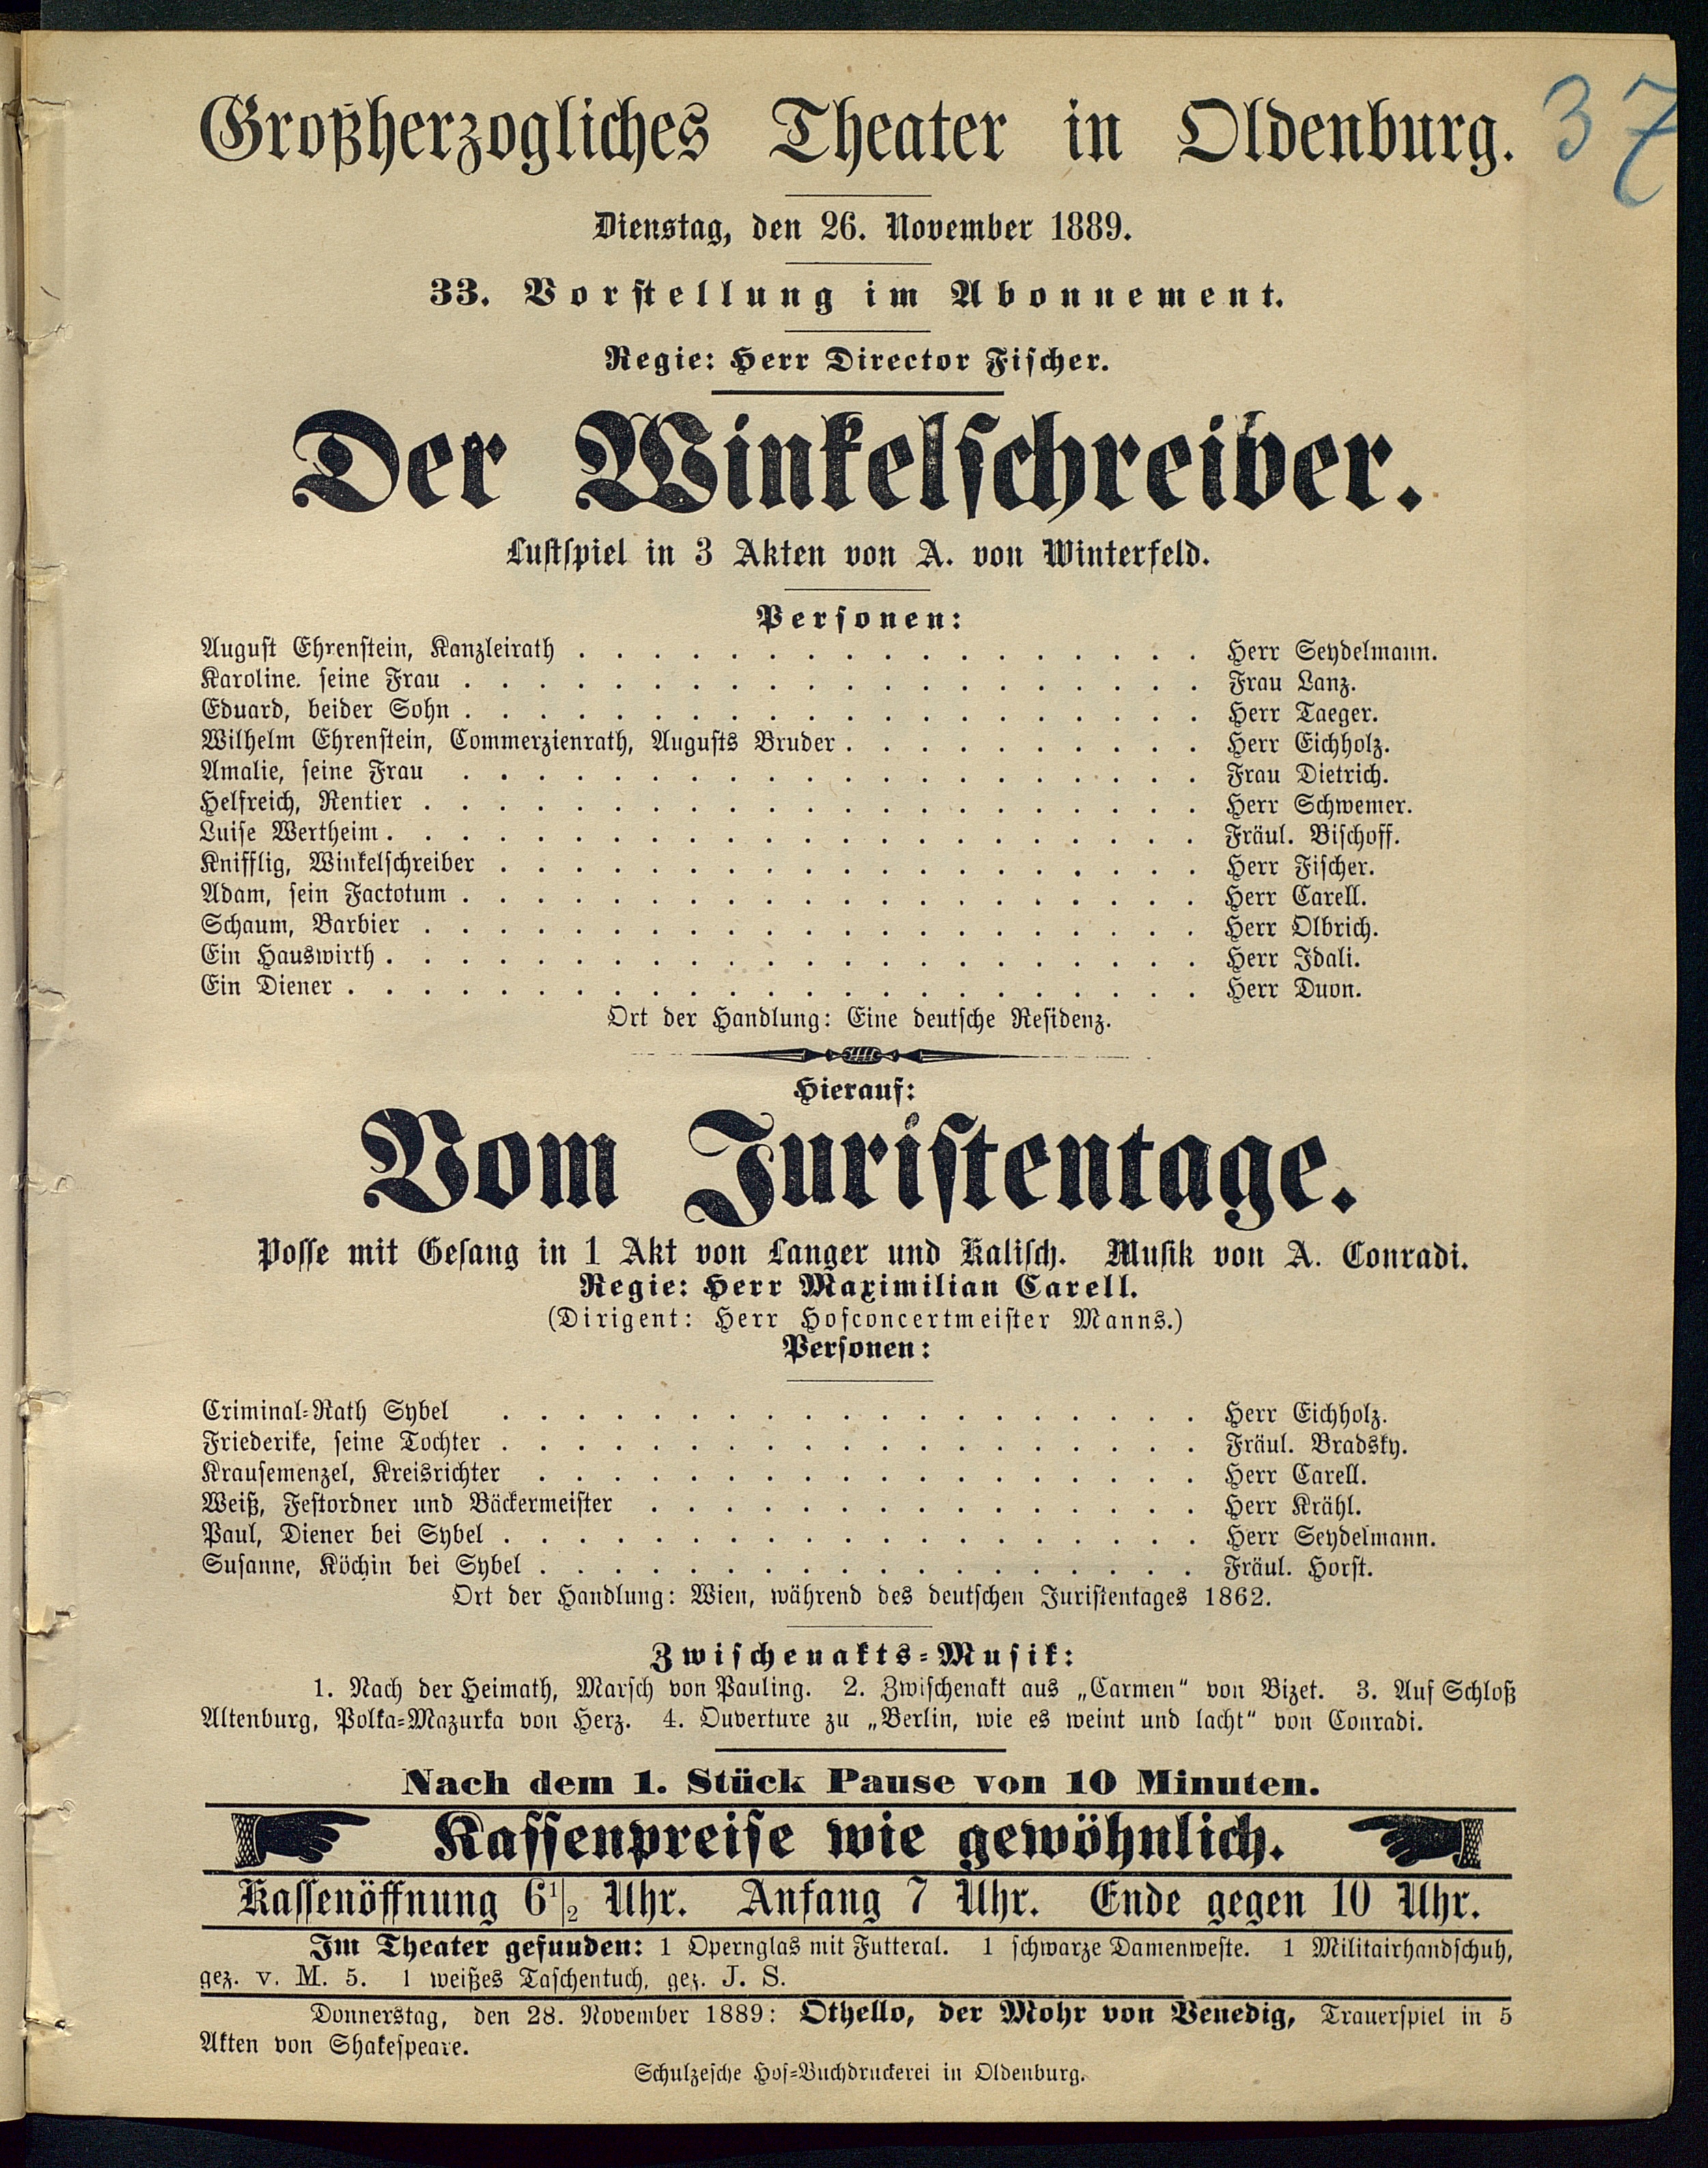 Großherzogliches Theater in Oldenburg.
37
Dienstag, den 26. November 1889.
33. Vorstellung im Abonnement.
Regie: Herr Director Fischer.
Der Winkelschreiber.
Lustspiel in 3 Akten von A. von Winterfeld.
Personen:
August Ehrenstein, Kanzleirath . . . . . . . . . . . . . . . . . Herr Seydelmann.
Karoline. seine Frau . . . . . . . . . . . . . . . . . . . . Frau Lanz.
Eduard, beider Sohn . . . . . . . . . . . . . . . . . . . . Herr Taeger.
Wilhelm Ehrenstein, Commerzienrath, Augusts Bruder . . . . . . . . . . Herr Eichholz.
Amalie, seine Frau . . . . . . . . . . . . . . . . . . . . Frau Dietrich.
Helfreich, Rentier . . . . . . . . . . . . . . . . . . . . . Herr Schwemer.
Luise Wertheim . . . . . . . . . . . . . . . . . . . . . . Fräul. Bischoff.
Knifflig, Winkelschreiber . . . . . . . . . . . . . . . . . . . Herr Fischer.
Adam, sein Factotum . . . . . . . . . . . . . . . . . . . . Herr Carell.
Schaum, Barbier . . . . . . . . . . . . . . . . . . . . . Herr Olbrich.
Ein Hauswirth . . . . . . . . . . . . . . . . . . . . . . Herr Idali.
Ein Diener . . . . . . . . . . . . . . . . . . . . . . . Herr Duon.
Ort der Handlung: Eine deutsche Residenz.
Hierauf:
Vom Juristentage.
Posse mit Gesang in 1 Akt von Langer und Kalisch. Musik von A. Conradi.
Regie: Herr Maximilian Carell.
(Dirigent: Herr Hofconcertmeister Manns.)
Personen:
Criminal-Rath Sybel . . . . . . . . . . . . . . . . . . . Herr Eichholz.
Friederike, seine Tochter . . . . . . . . . . . . . . . . . . . Fräul. Bradsky.
Krausemenzel, Kreisrichter . . . . . . . . . . . . . . . . . . Herr Carell.
Weiß, Festordner und Bäckermeister . . . . . . . . . . . . . . . Herr Krähl.
Paul, Diener bei Sybel . . . . . . . . . . . . . . . . . . . Herr Seydelmann.
Susanne, Köchin bei Sybel . . . . . . . . . . . . . . . . . . Fräul. Horst.
Ort der Handlung: Wien, während des deutschen Juristentages 1862.
Zwischenakts-Musik:
1. Nach der Heimath, Marsch von Pauling. 2. Zwischenakt aus „Carmen“ von Bizet. 3. Auf Schloß
Altenburg, Polka-Mazurka von Herz. 4. Ouverture zu „Berlin, wie es weint und lacht“ von Conradi.
Nach dem 1. Stück Pause von 10 Minuten.
Kassenpreise wie gewöhnlich.
Kassenöffnung 6 1/2 Uhr. Anfang 7 Uhr. Ende gegen 10 Uhr.
Im Theater gefunden: 1 Opernglas mit Futteral. 1 schwarze Damenweste. 1 Militairhandschuh,
gez. v. M. 5. 1 weißes Taschentuch, gez. J. S.
Donnerstag, den 28. November 1889: Othello, der Mohr von Venedig, Trauerspiel in 5
Akten von Shakespeare.
Schulzesche Hof-Buchdruckerei in Oldenburg.